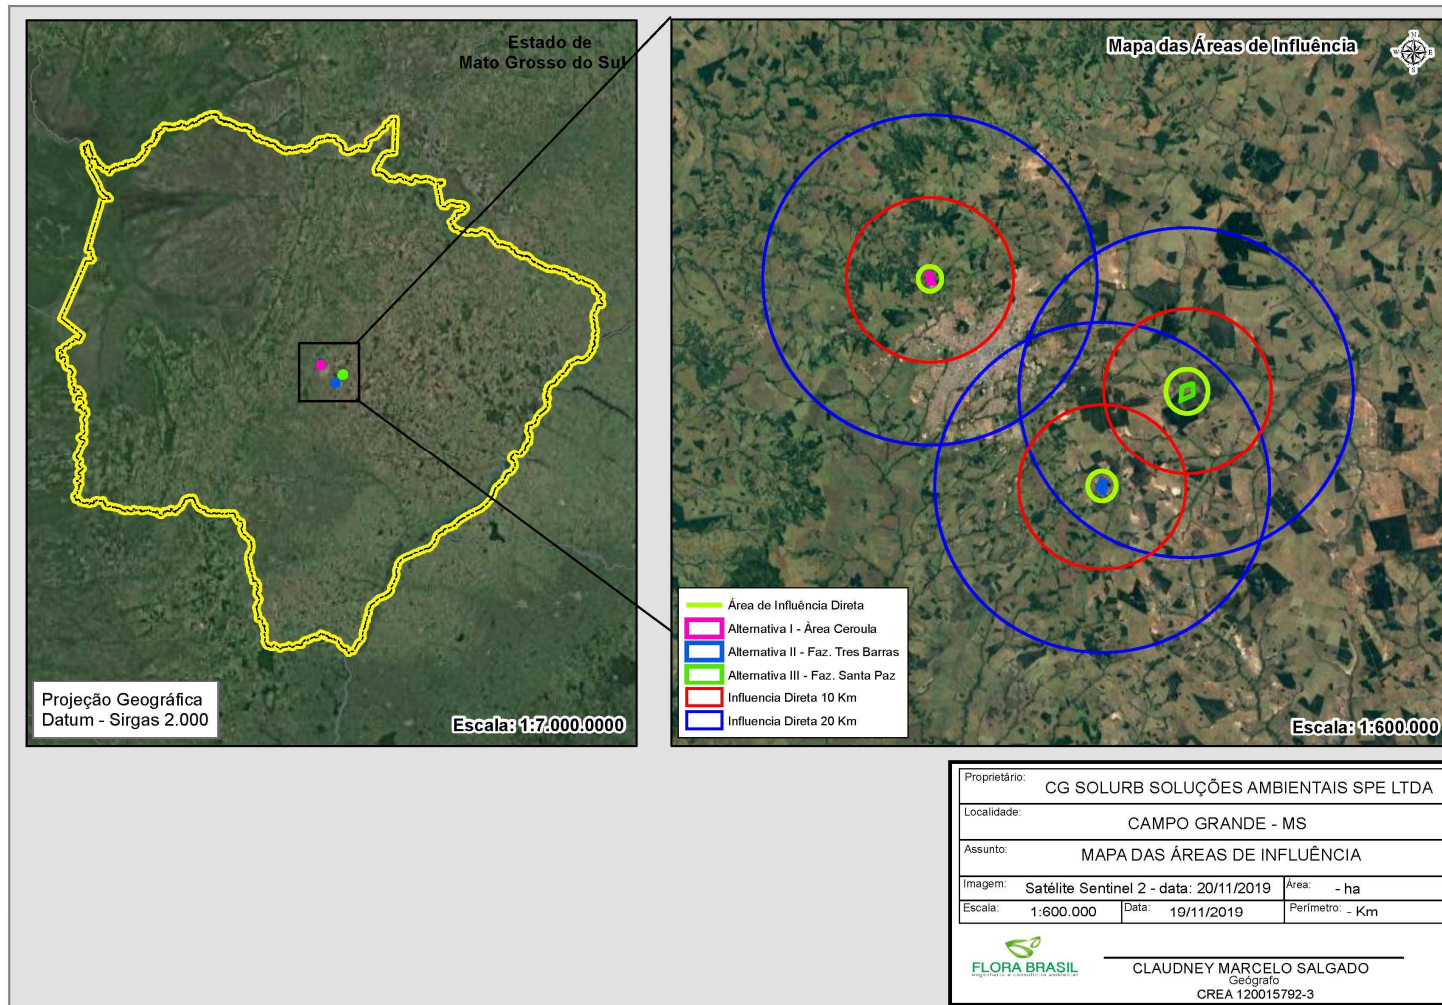 Estado de
Mato Grosso do Sul
Projeção Geográfica
Datum - Sirgas 2.000
Escala: 1:7.000.0000
Mapa das Áreas de Influência
N
W
E
S
Área de Influência Direta
Alternativa I - Àrea Ceroula
Alternativa II - Faz. Tres Barras
Alternativa III - Faz. Santa Paz
Influencia Direta 10 Km
Influencia Direta 20 Km
Escala: 1:600.000
Proprietário: CG SOLURB SOLUÇÕES AMBIENTAIS SPE LTDA
Localidade: CAMPO GRANDE - MS
Assunto: MAPA DAS ÁREAS DE INFLUÊNCIA
Imagem: Satélite Sentinel 2 - data: 20/11/2019 Área: - ha
Escala: 1:600.000 Data: 19/11/2019 Perímetro: - Km
FLORA BRASIL
engenharia e consultoria ambiental
CLAUDNEY MARCELO SALGADO
Geógrafo
CREA 120015792-3